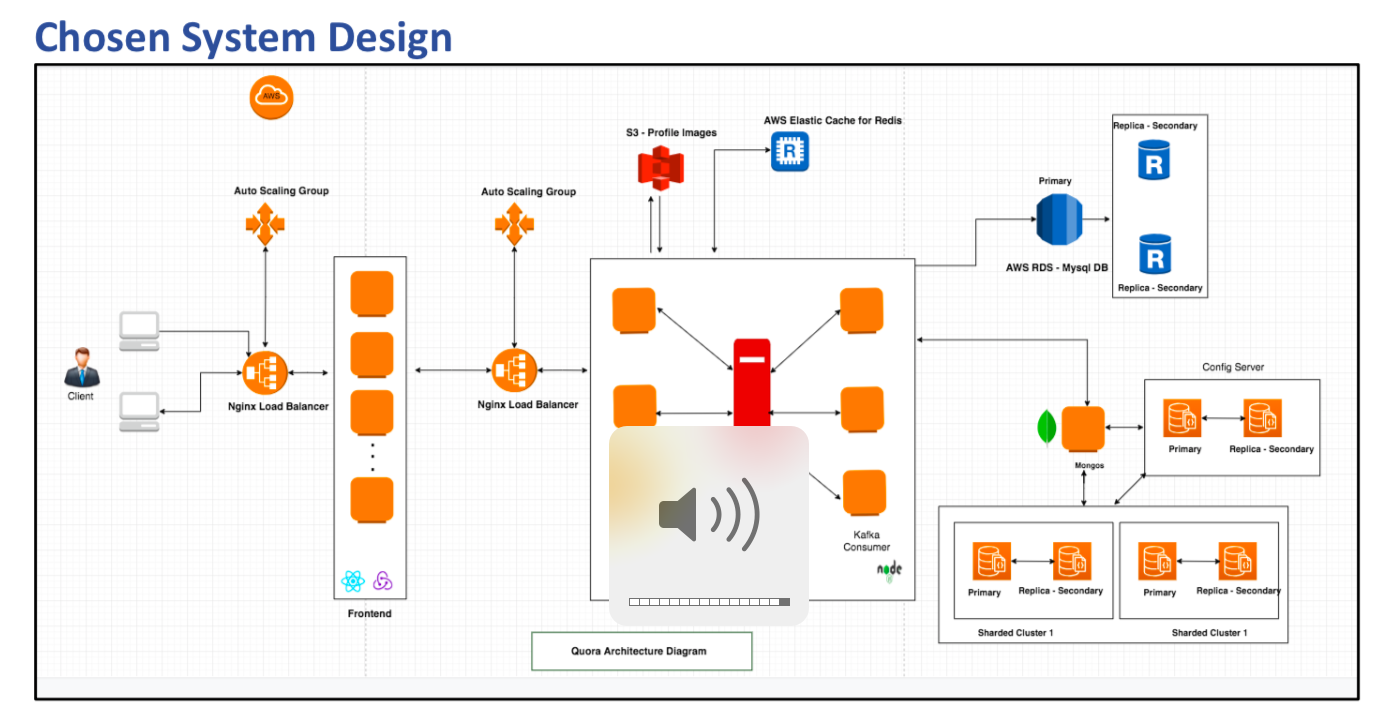 Chosen System Design
AWS
Auto Scaling Group
Nginx Load Balancer
Client
Frontend
Auto Scaling Group
Nginx Load Balancer
S3 - Profile Images
AWS Elastic Cache for Redis
R
Kafka
Consumer
node
Quora Architecture Diagram
Primary
AWS RDS - Mysql DB
Replica - Secondary
R
R
Replica - Secondary
Mongos
Config Server
Primary
Replica - Secondary
Primary
Replica - Secondary
Sharded Cluster 1
Primary
Replica - Secondary
Sharded Cluster 1